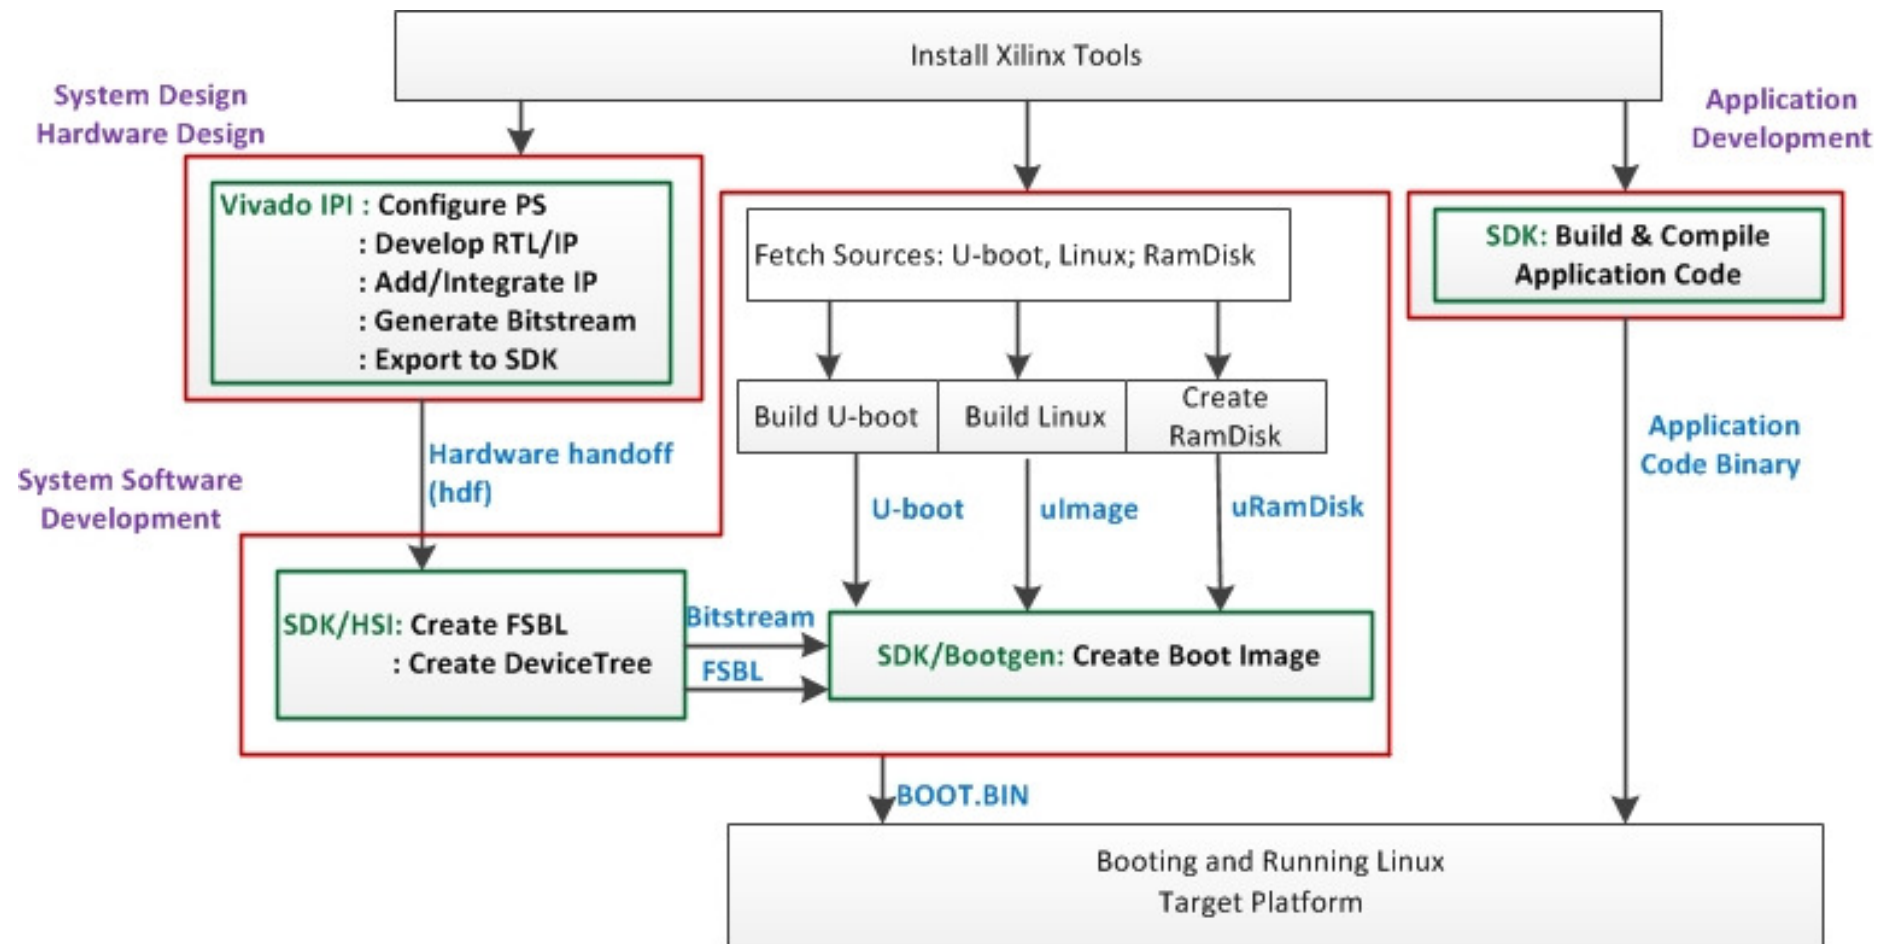 Install Xilinx Tools
System Design
Hardware Design
Application
Development
Vivado IPI : Configure PS
: Develop RTL/IP
: Add/Integrate IP
: Generate Bitstream
: Export to SDK
Fetch Sources: U-boot, Linux; RamDisk
SDK: Build & Compile
Application Code
Build U-boot
Build Linux
Create
RamDisk
Hardware handoff
(hdf)
Application
Code Binary
System Software
Development
U-boot
uImage
uRamDisk
SDK/HSI: Create FSBL
: Create DeviceTree
Bitstream
FSBL
SDK/Bootgen: Create Boot Image
BOOT.BIN
Booting and Running Linux
Target Platform